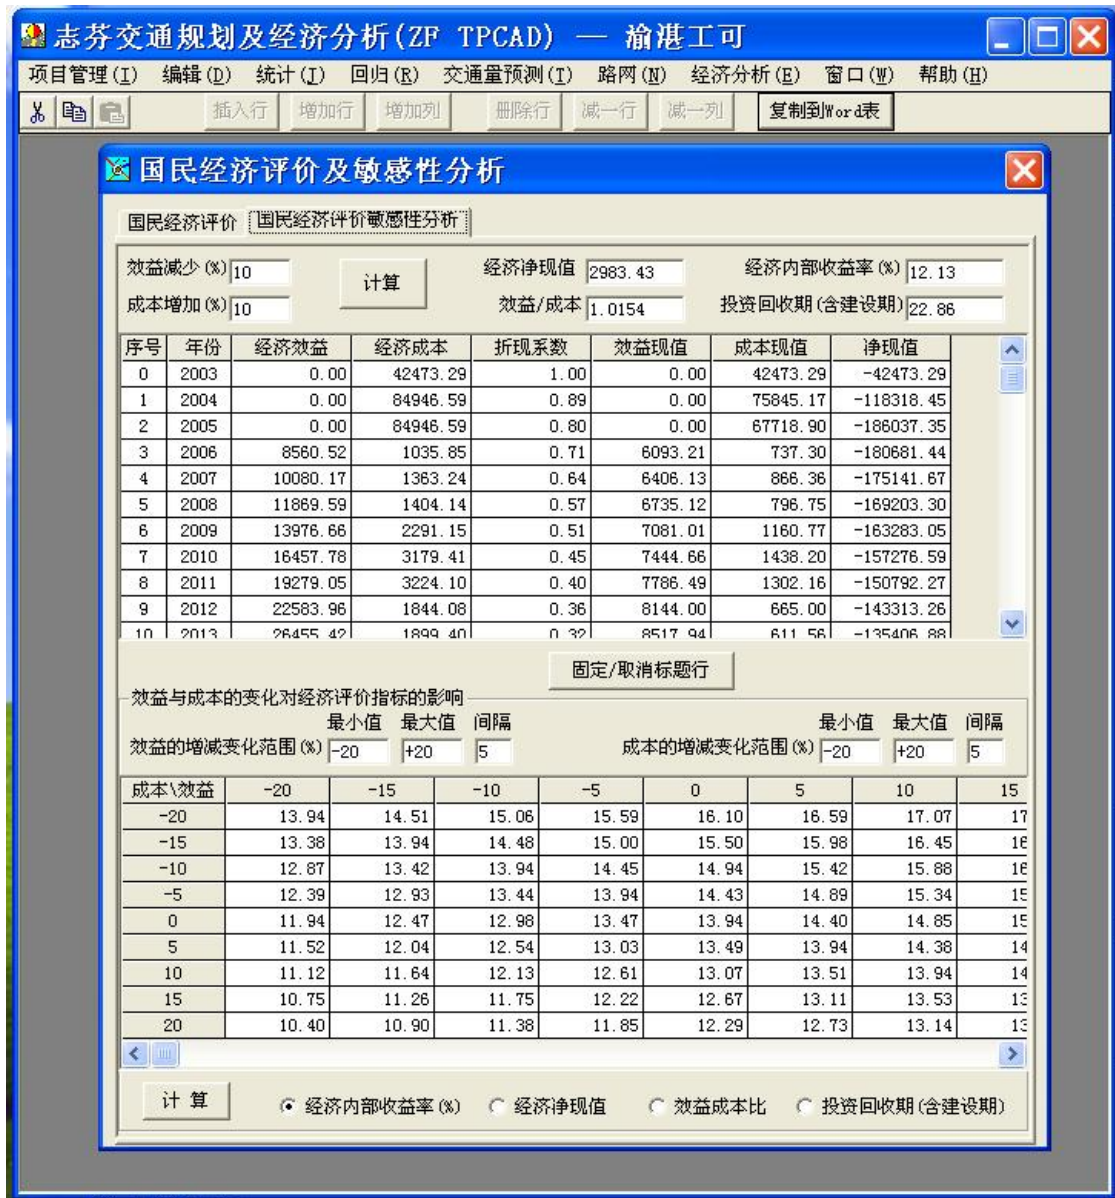 志芬交通规划及经济分析(ZF TPCAD) — 渝湛工可
项目管理(I) 编辑(D) 统计(J) 回归(R) 交通量预测(T) 路网(N) 经济分析(E) 窗口(W) 帮助(H)
插入行 增加行 增加列 删除行 减一行 减一列 复制到Word表
国民经济评价及敏感性分析
国民经济评价 国民经济评价敏感性分析
效益减少(%) 10 计算 经济净现值 2983.43 经济内部收益率(%) 12.13
成本增加(%) 10 效益/成本 1.0154 投资回收期(含建设期) 22.86
序号 年份 经济效益 经济成本 折现系数 效益现值 成本现值 净现值
0 2003 0.00 42473.29 1.00 0.00 42473.29 -42473.29
1 2004 0.00 84946.59 0.89 0.00 75845.17 -118318.45
2 2005 0.00 84946.59 0.80 0.00 67718.90 -186037.35
3 2006 8560.52 1035.85 0.71 6093.21 737.30 -180681.44
4 2007 10080.17 1363.24 0.64 6406.13 866.36 -175141.67
5 2008 11869.59 1404.14 0.57 6735.12 796.75 -169203.30
6 2009 13976.66 2291.15 0.51 7081.01 1160.77 -163283.05
7 2010 16457.78 3179.41 0.45 7444.66 1438.20 -157276.59
8 2011 19279.05 3224.10 0.40 7786.49 1302.16 -150792.27
9 2012 22583.96 1844.08 0.36 8144.00 665.00 -143313.26
10 2013 26455.42 1899.40 0.32 8517.94 611.56 -135406.88
固定/取消标题行
效益与成本的变化对经济评价指标的影响
最小值 最大值 间隔 最小值 最大值 间隔
效益的增减变化范围(%) -20 +20 5 成本的增减变化范围(%) -20 +20 5
成本\效益 -20 -15 -10 -5 0 5 10 15
-20 13.94 14.51 15.06 15.59 16.10 16.59 17.07 17
-15 13.38 13.94 14.48 15.00 15.50 15.98 16.45 16
-10 12.87 13.42 13.94 14.45 14.94 15.42 15.88 16
-5 12.39 12.93 13.44 13.94 14.43 14.89 15.34 15
0 11.94 12.47 12.98 13.47 13.94 14.40 14.85 15
5 11.52 12.04 12.54 13.03 13.49 13.94 14.38 14
10 11.12 11.64 12.13 12.61 13.07 13.51 13.94 14
15 10.75 11.26 11.75 12.22 12.67 13.11 13.53 13
20 10.40 10.90 11.38 11.85 12.29 12.73 13.14 13
计 算 经济内部收益率(%) 经济净现值 效益成本比 投资回收期(含建设期)